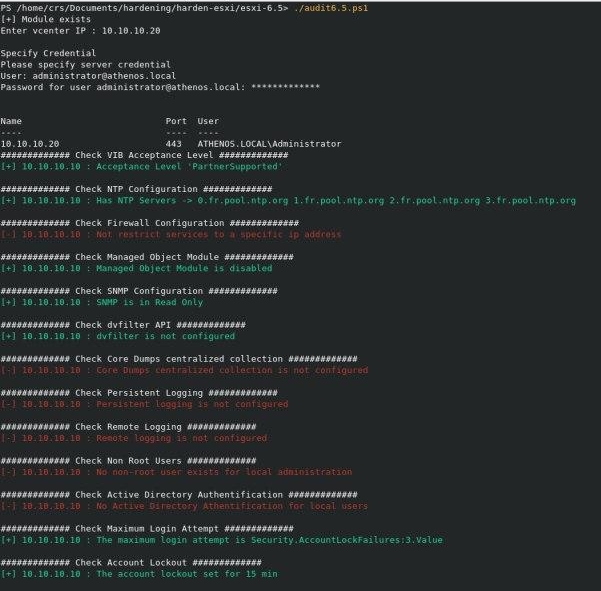 PS /home/crs/Documents/hardening/harden-esxi/esxi-6.5> ./audit6.5.ps1
[+] Module exists
Enter vcenter IP : 10.10.10.20
Specify Credential
Please specify server credential
User: administrator@athenos.local
Password for user administrator@athenos.local: *************
Name Port User
---- ---- ----
10.10.10.20 443 ATHENOS.LOCAL\Administrator
############# Check VIB Acceptance Level #############
[+] 10.10.10.10 : Acceptance Level 'PartnerSupported'
############# Check NTP Configuration #############
[+] 10.10.10.10 : Has NTP Servers -> 0.fr.pool.ntp.org 1.fr.pool.ntp.org 2.fr.pool.ntp.org 3.fr.pool.ntp.org
############# Check Firewall Configuration #############
[-] 10.10.10.10 : Not restrict services to a specific ip address
############# Check Managed Object Module #############
[+] 10.10.10.10 : Managed Object Module is disabled
############# Check SNMP Configuration #############
[+] 10.10.10.10 : SNMP is in Read Only
############# Check dvfilter API #############
[+] 10.10.10.10 : dvfilter is not configured
############# Check Core Dumps centralized collection #############
[-] 10.10.10.10 : Core Dumps centralized collection is not configured
############# Check Persistent Logging #############
[-] 10.10.10.10 : Persistent logging is not configured
############# Check Remote Logging #############
[-] 10.10.10.10 : Remote logging is not configured
############# Check Non Root Users #############
[-] 10.10.10.10 : No non-root user exists for local administration
############# Check Active Directory Authentification #############
[-] 10.10.10.10 : No Active Directory Athentification for local users
############# Check Maximum Login Attempt #############
[+] 10.10.10.10 : The maximum login attempt is Security.AccountLockFailures:3.Value
############# Check Account Lockout #############
[+] 10.10.10.10 : The account lockout set for 15 min